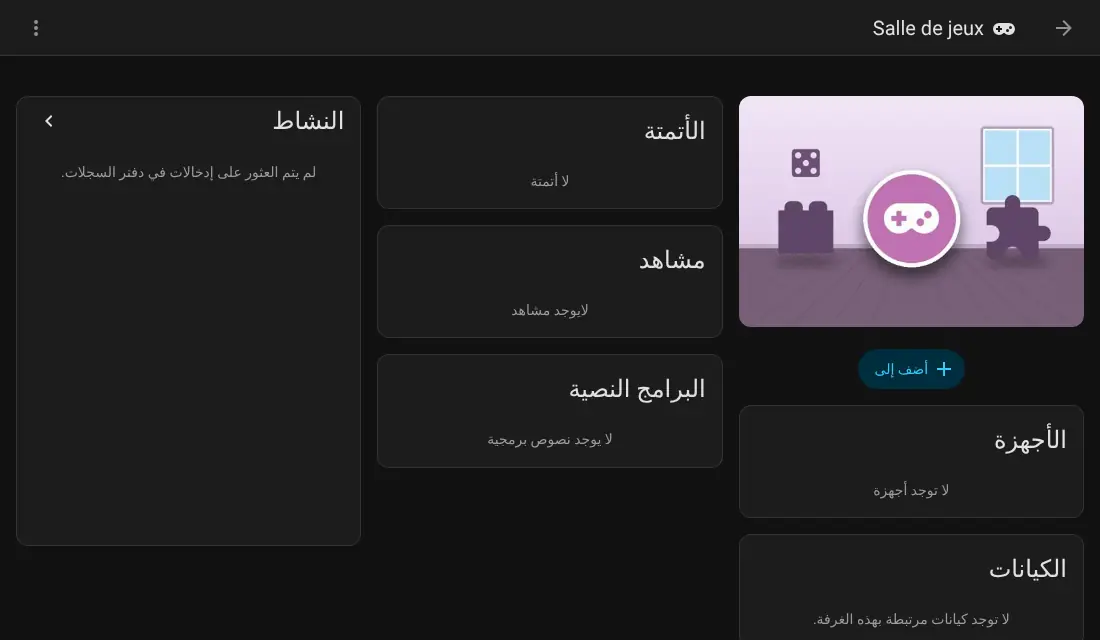 Salle de jeux
أضف إلى
الأجهزة
لا توجد أجهزة
الكيانات
لا توجد كيانات مرتبطة بهذه الغرفة.
الأتمتة
لا أتمتة
مشاهد
لايوجد مشاهد
البرامج النصية
لا يوجد نصوص برمجية
النشاط
لم يتم العثور على إدخالات في دفتر السجلات.